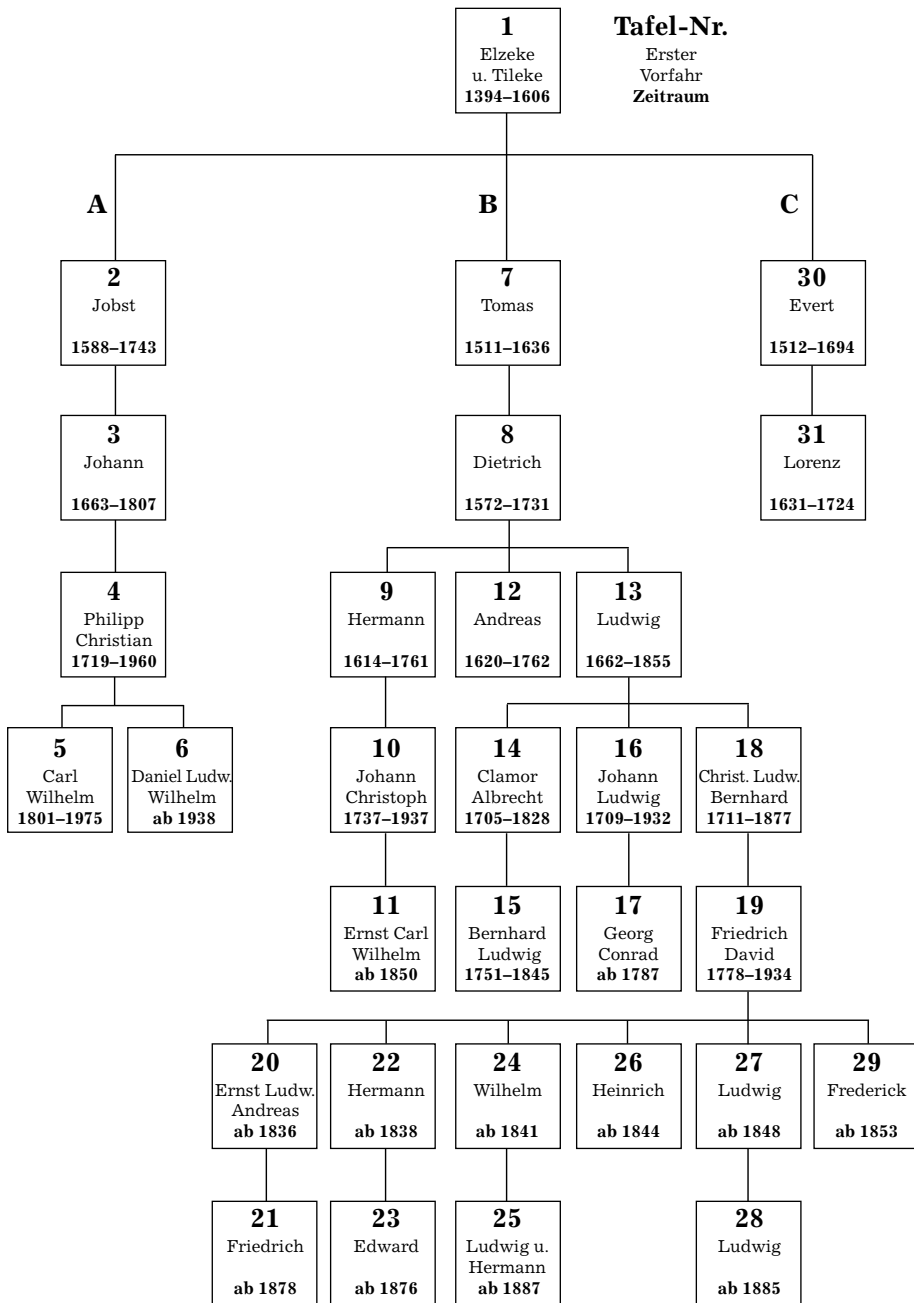 1
Elzeke
u. Tileke
1394–1606
Tafel-Nr.
Erster
Vorfahr
Zeitraum
A
B
C
2
Jobst
1588–1743
7
Tomas
1511–1636
30
Evert
1512–1694
3
Johann
1663–1807
8
Dietrich
1572–1731
31
Lorenz
1631–1724
4
Philipp
Christian
1719–1960
9
Hermann
1614–1761
12
Andreas
1620–1762
13
Ludwig
1662–1855
5
Carl
Wilhelm
1801–1975
6
Daniel Ludw.
Wilhelm
ab 1938
10
Johann
Christoph
1737–1937
14
Clamor
Albrecht
1705–1828
16
Johann
Ludwig
1709–1932
18
Christ. Ludw.
Bernhard
1711–1877
11
Ernst Carl
Wilhelm
ab 1850
15
Bernhard
Ludwig
1751–1845
17
Georg
Conrad
ab 1787
19
Friedrich
David
1778–1934
20
Ernst Ludw.
Andreas
ab 1836
22
Hermann
ab 1838
24
Wilhelm
ab 1841
26
Heinrich
ab 1844
27
Ludwig
ab 1848
29
Frederick
ab 1853
21
Friedrich
ab 1878
23
Edward
ab 1876
25
Ludwig u.
Hermann
ab 1887
28
Ludwig
ab 1885